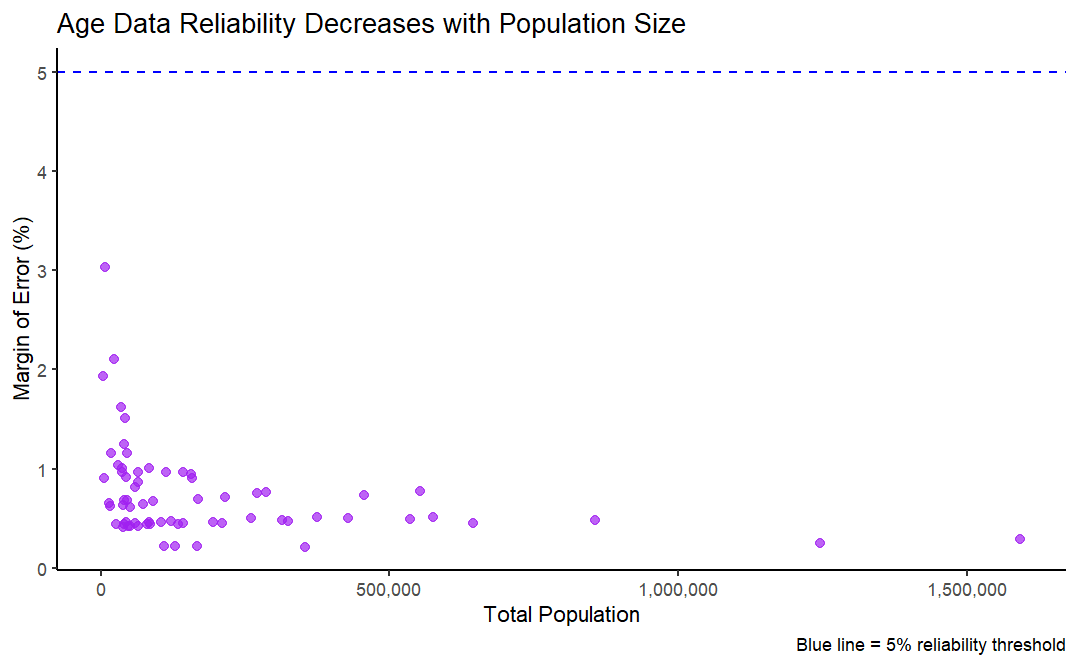 Age Data Reliability Decreases with Population Size
Margin of Error (%)
5
4
3
2
1
0
0
500,000
1,000,000
1,500,000
Total Population
Blue line = 5% reliability threshold